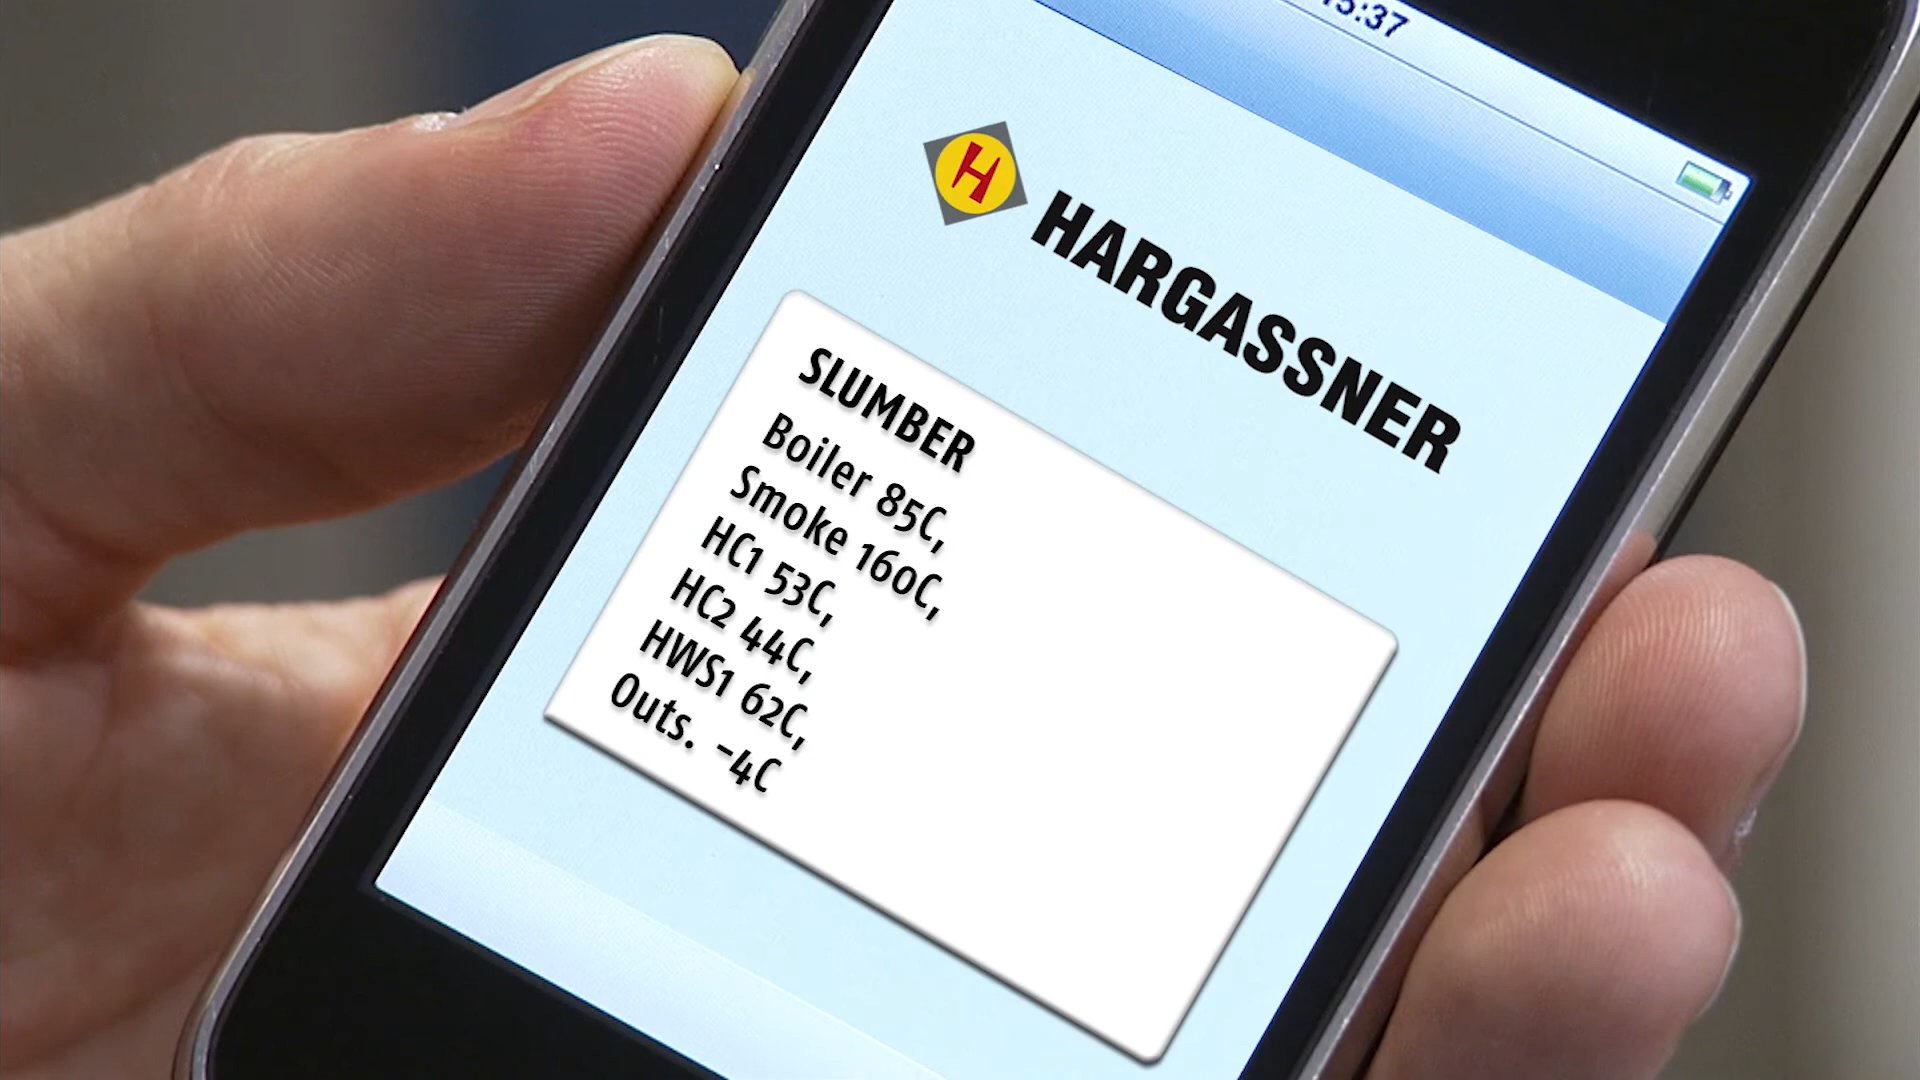 H
HARGASSNER
SLUMBER
Boiler 85C,
Smoke 160C,
HC1 53C,
HC2 44C,
HWS1 62C,
Outs. -4C